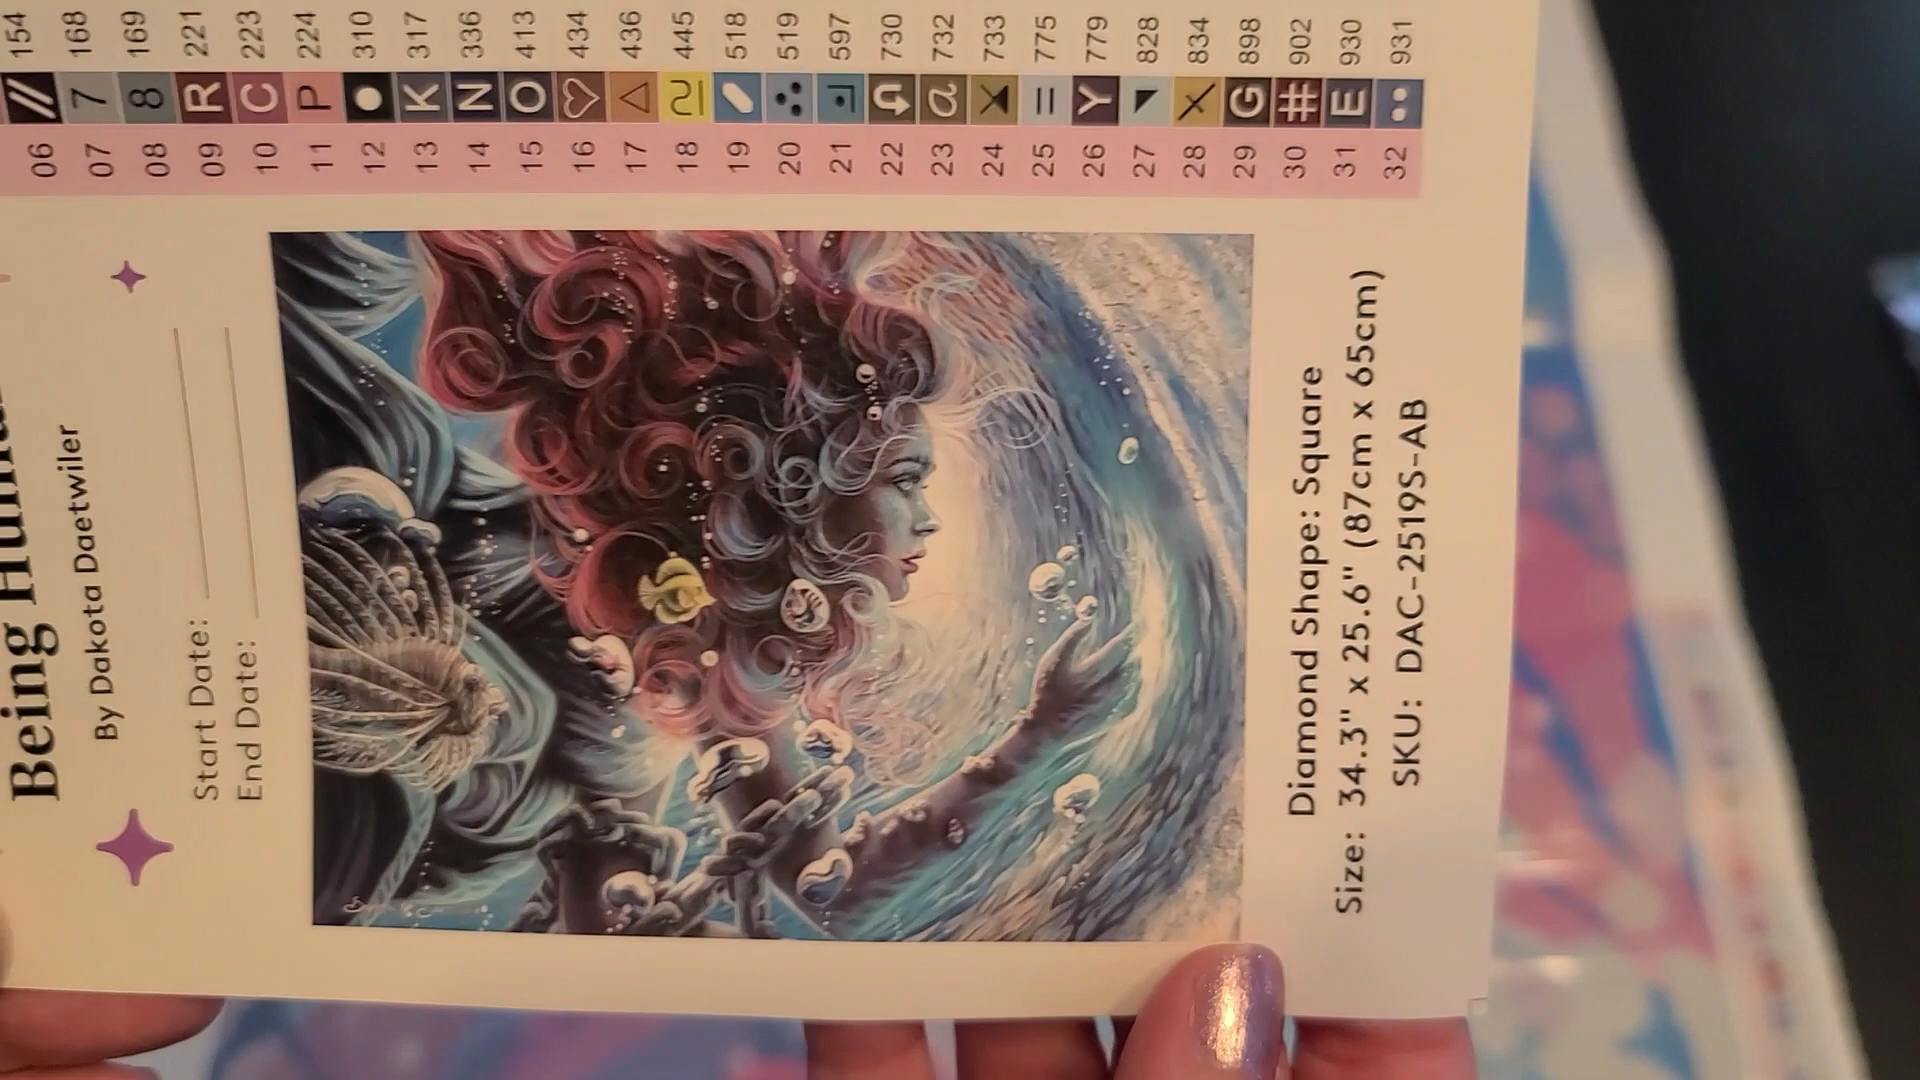 Being Human
By Dakota Daetwiler
Start Date:
End Date:
Diamond Shape: Square
Size: 34.3" x 25.6" (87cm x 65cm)
SKU: DAC-2519S-AB
06 // 154
07 7 168
08 8 169
09 R 221
10 C 223
11 P 224
12 ● 310
13 K 317
14 N 336
15 O 413
16 ♡ 434
17 △ 436
18 445
19 518
20 519
21 597
22 730
23 a 732
24 733
25 = 775
26 Y 779
27 828
28 X 834
29 G 898
30 # 902
31 E 930
32 •• 931